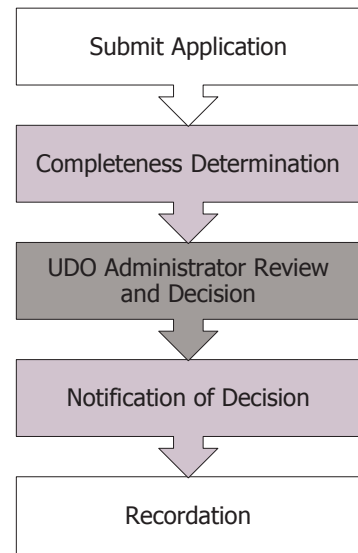 Submit Application
Completeness Determination
UDO Administrator Review
and Decision
Notification of Decision
Recordation